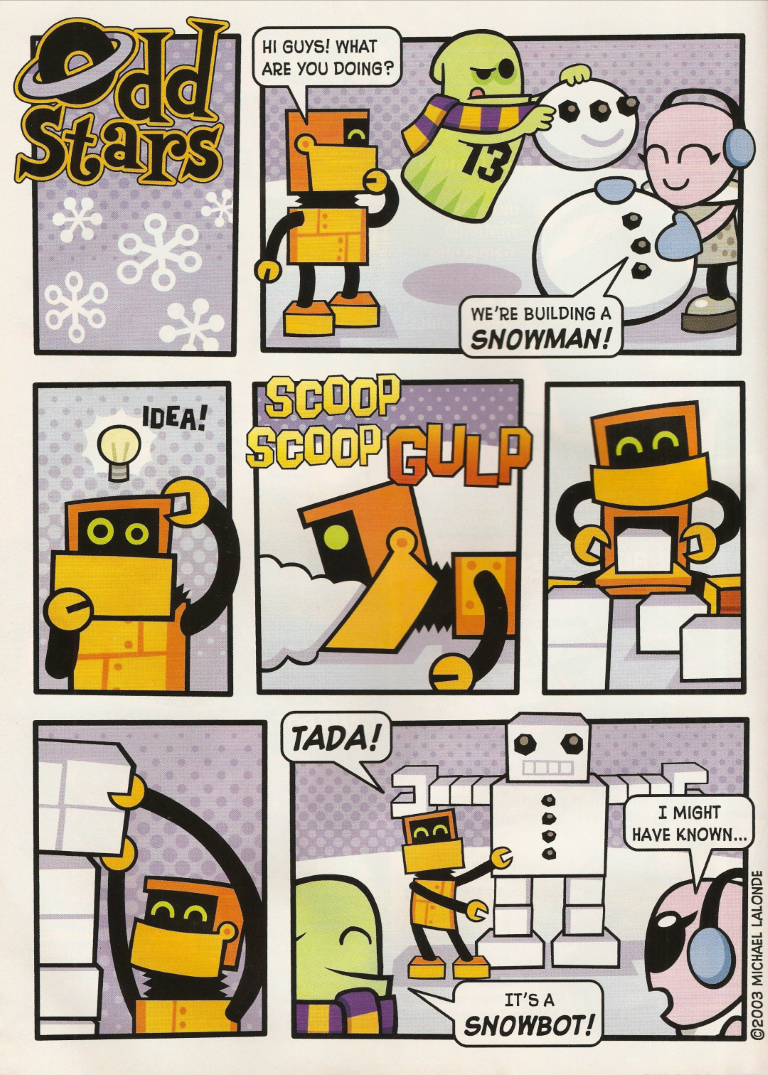 Odd
Stars
HI GUYS! WHAT
ARE YOU DOING?
13
WE'RE BUILDING A
SNOWMAN!
IDEA!
SCOOP
SCOOP GULP
TADA!
I MIGHT
HAVE KNOWN...
IT'S A
SNOWBOT!
©2003 MICHAEL LALONDE